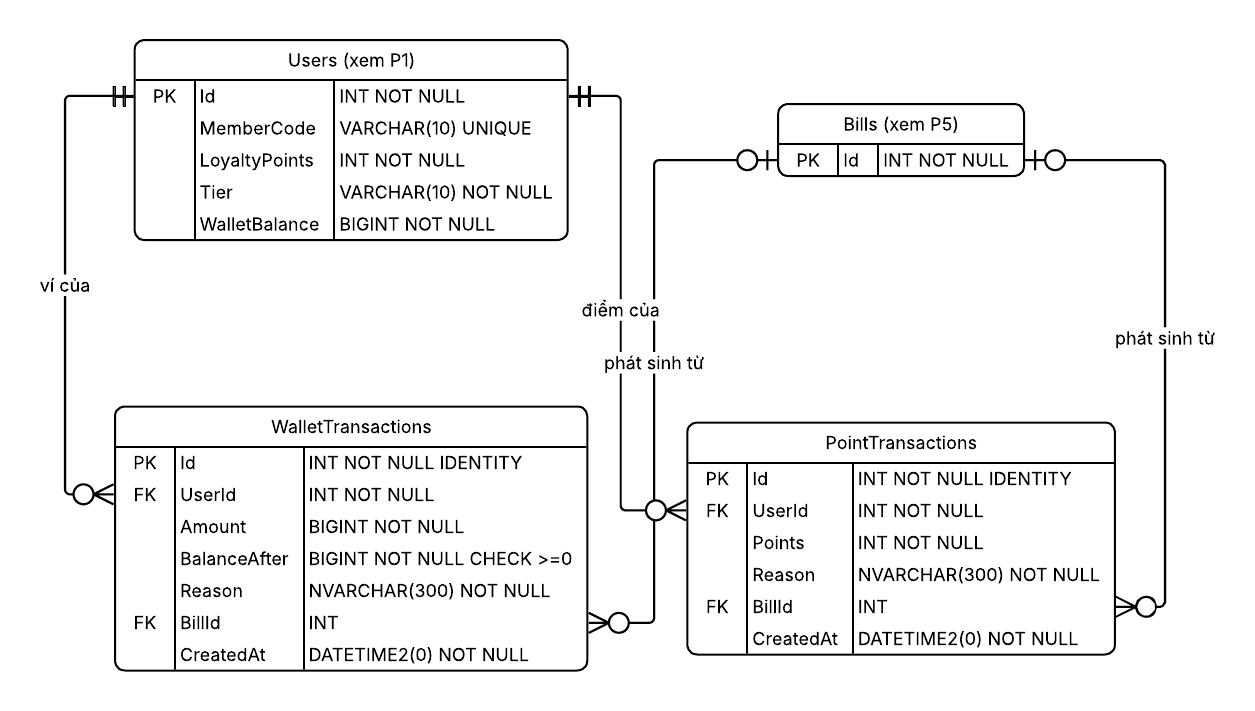 Users (xem P1)
PK Id INT NOT NULL
MemberCode VARCHAR(10) UNIQUE
LoyaltyPoints INT NOT NULL
Tier VARCHAR(10) NOT NULL
WalletBalance BIGINT NOT NULL
Bills (xem P5)
PK Id INT NOT NULL
ví của
điểm của
phát sinh từ
phát sinh từ
WalletTransactions
PK Id INT NOT NULL IDENTITY
FK UserId INT NOT NULL
Amount BIGINT NOT NULL
BalanceAfter BIGINT NOT NULL CHECK >=0
Reason NVARCHAR(300) NOT NULL
FK BillId INT
CreatedAt DATETIME2(0) NOT NULL
PointTransactions
PK Id INT NOT NULL IDENTITY
FK UserId INT NOT NULL
Points INT NOT NULL
Reason NVARCHAR(300) NOT NULL
FK BillId INT
CreatedAt DATETIME2(0) NOT NULL